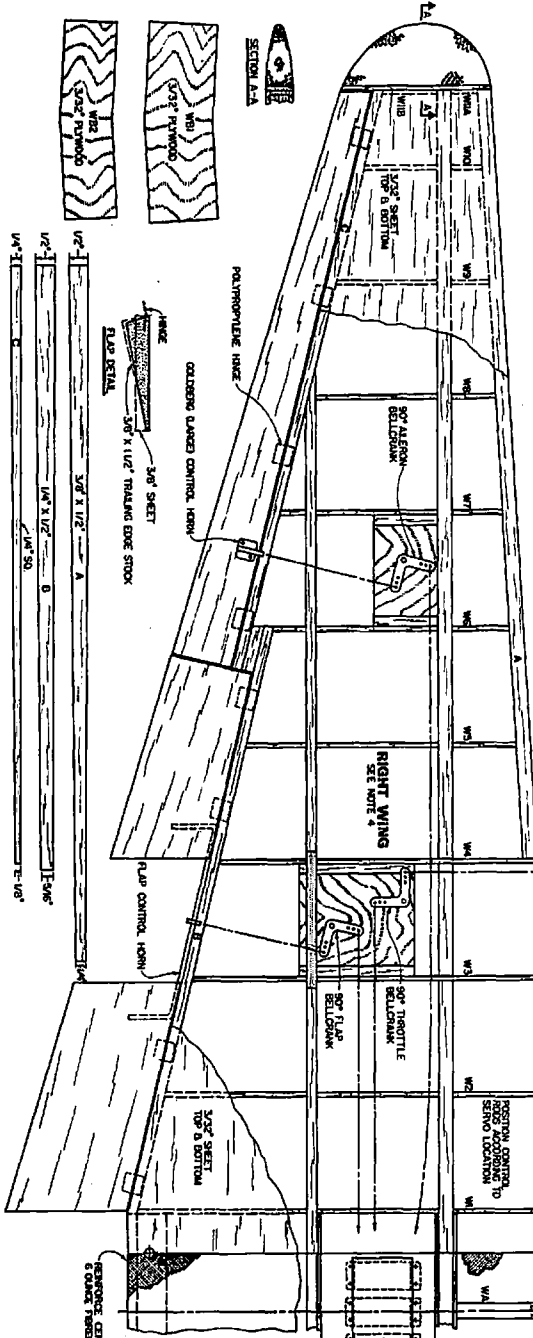 A
A
SECTION A-A
WB2
3/32" PLYWOOD
WB1
3/32" PLYWOOD
W11A
W11B
W10
W9
W8
W7
W6
W5
W4
W3
W2
W1
WA
3/32" SHEET
TOP & BOTTOM
C
POLYPROPYLENE HINGE
GOLDBERG (LARGE) CONTROL HORN
90° AILERON
BELLCRANK
A
HINGE
FLAP DETAIL
3/8" SHEET
3/8" X 1 1/2" TRAILING EDGE STOCK
RIGHT WING
SEE NOTE 4
FLAP CONTROL HORN
B
90° THROTTLE
BELLCRANK
90° FLAP
BELLCRANK
POSITION CONTROL
RODS ACCORDING TO
SERVO LOCATION
3/32" SHEET
TOP & BOTTOM
REINFORCE
6 OUNCE
1/2"
3/8" X 1/2"
A
1/4"
1/2"
1/4" X 1/2"
B
5/16"
1/4"
C
1/4" SQ.
1/8"